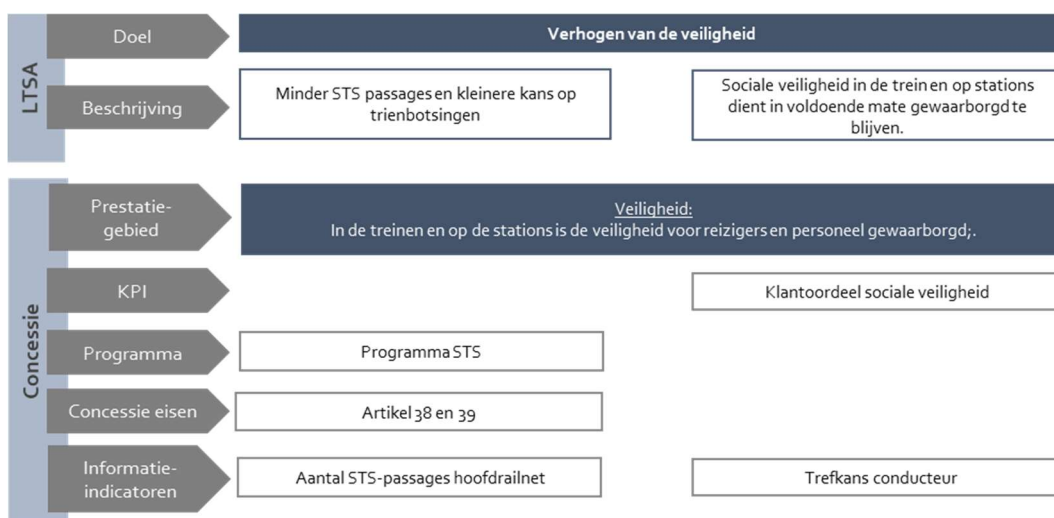 LTSA
Doel
Verhogen van de veiligheid
Beschrijving
Minder STS passages en kleinere kans op
trienbotsingen
Sociale veiligheid in de trein en op stations
dient in voldoende mate gewaarborgd te
blijven.
Concessie
Prestatie-
gebied
Veiligheid:
In de treinen en op de stations is de veiligheid voor reizigers en personeel gewaarborgd;.
KPI
Klantoordeel sociale veiligheid
Programma
Programma STS
Concessie eisen
Artikel 38 en 39
Informatie-
indicatoren
Aantal STS-passages hoofdrailnet
Trefkans conducteur